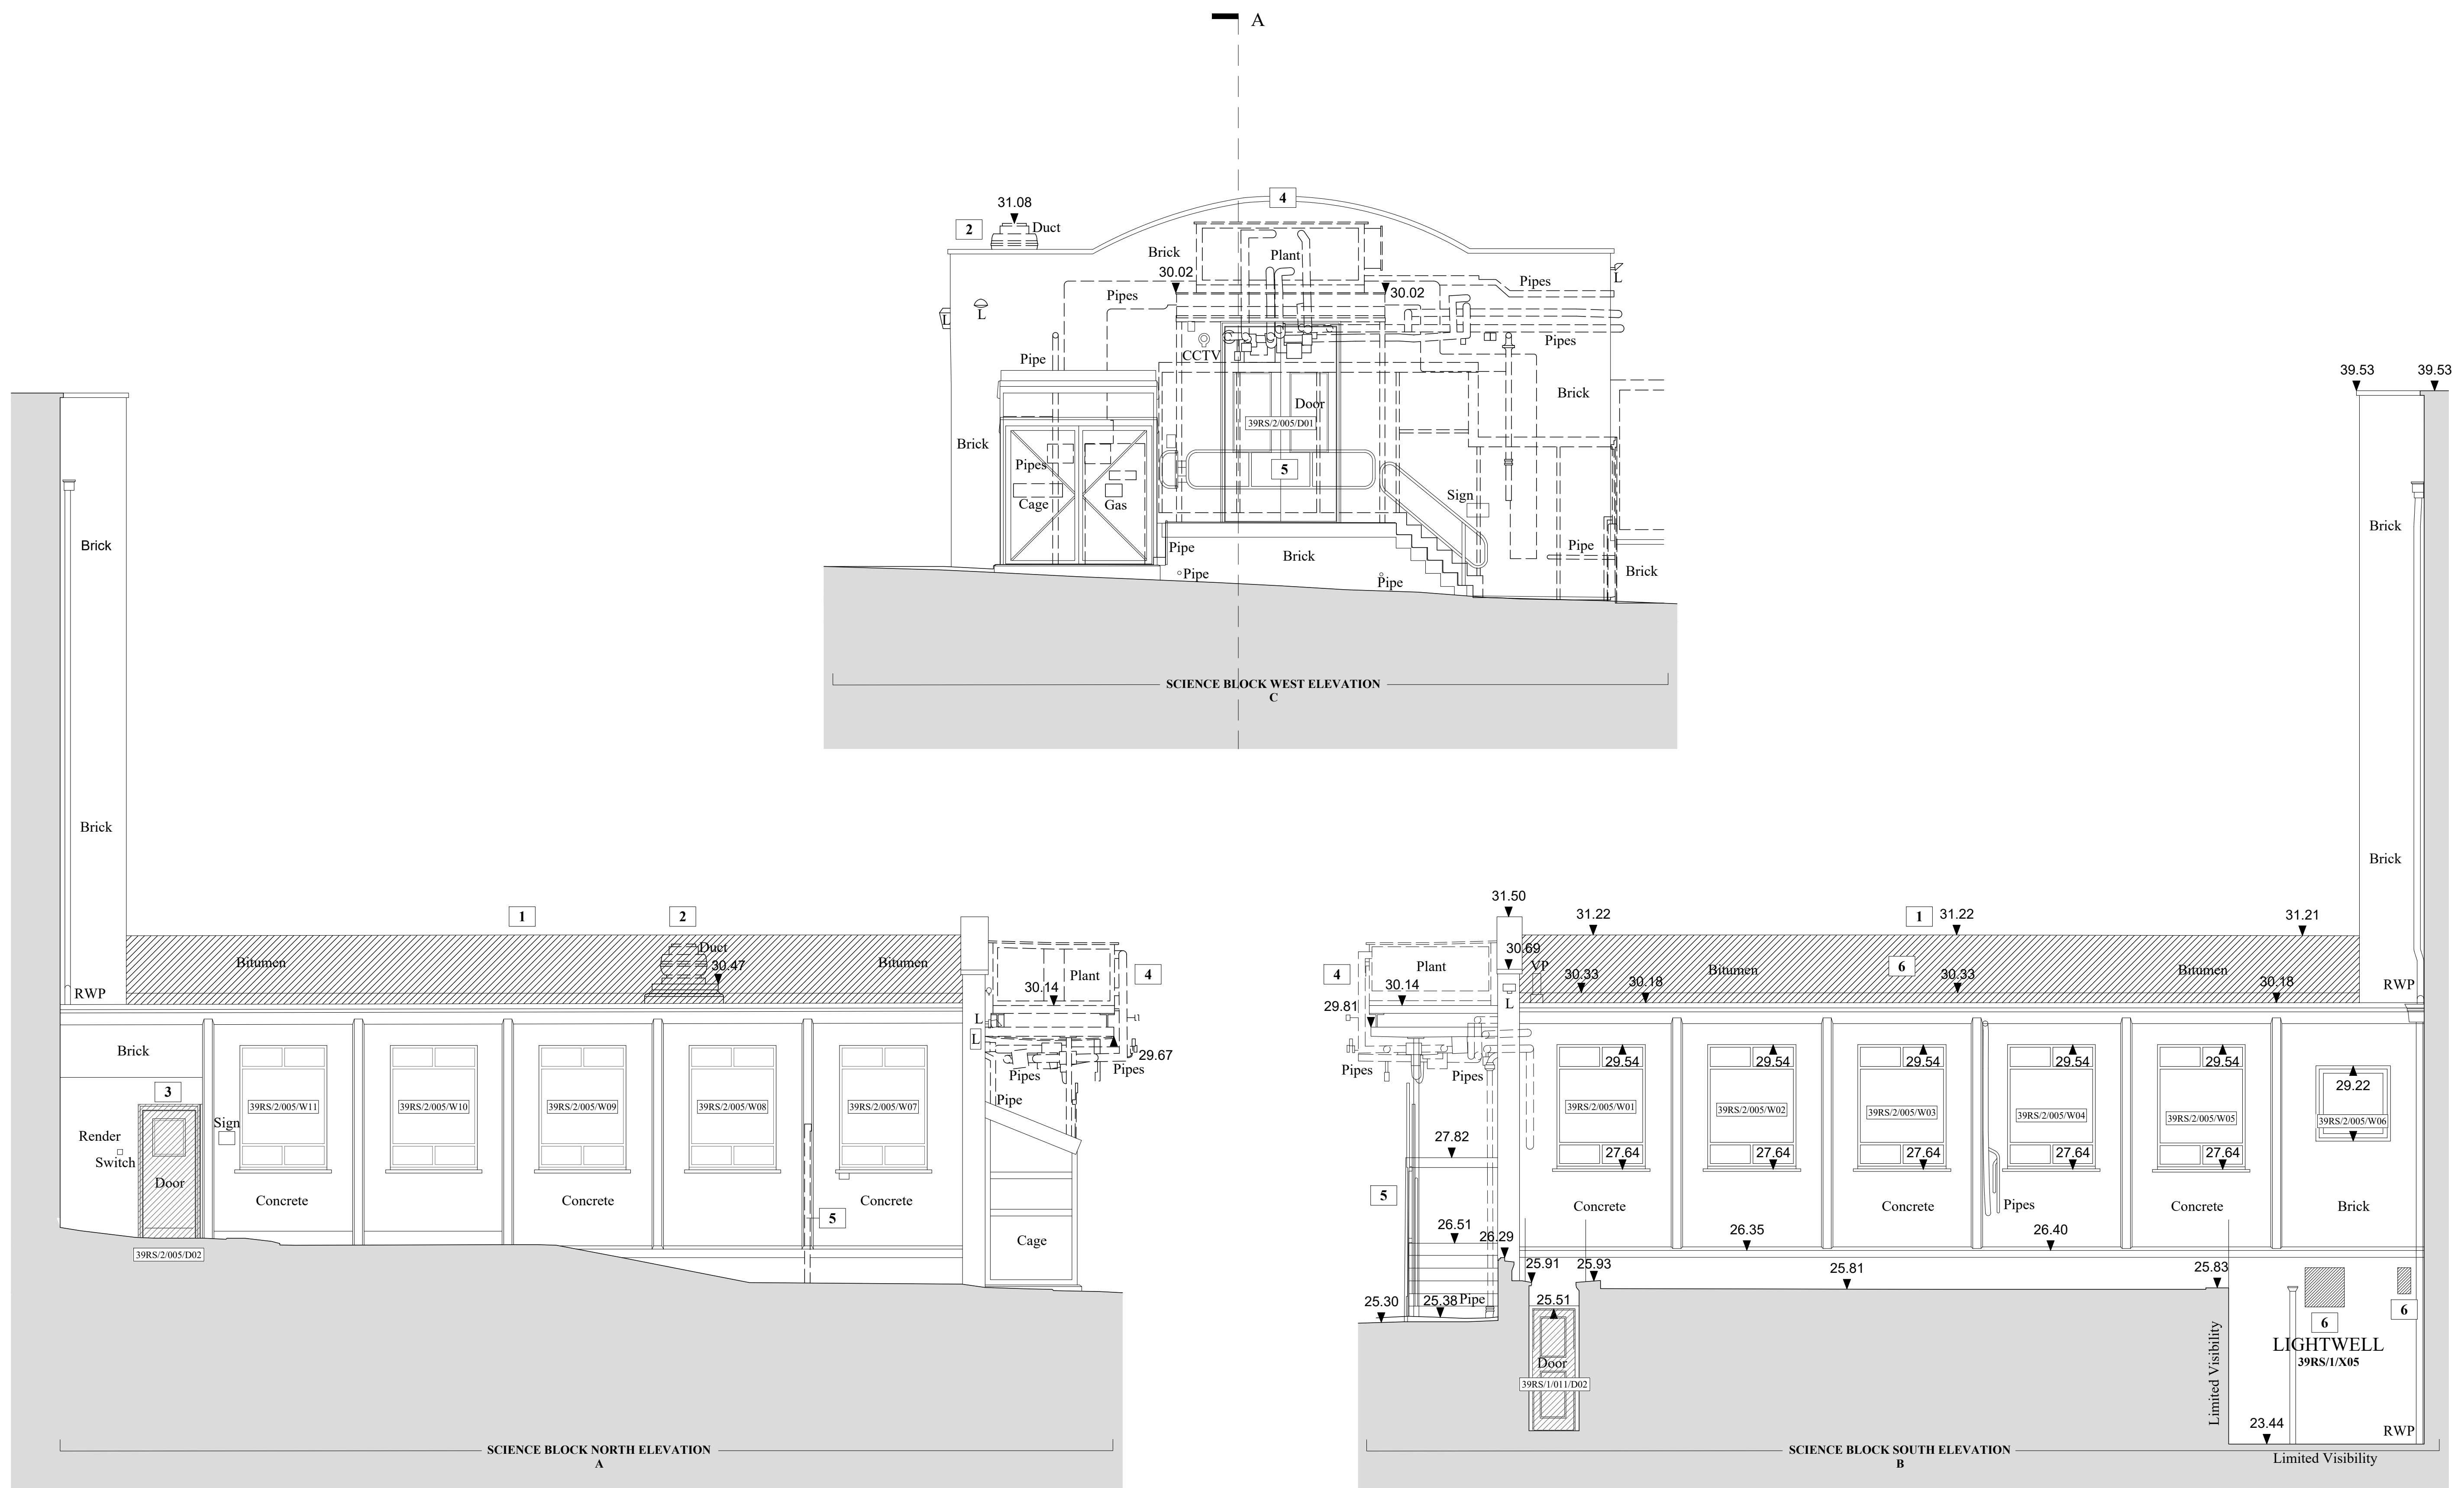 A
4
31.08
2
Duct
Brick
Plant
30.02
30.02
Pipes
Pipes
L
L
L
CCTV
Pipes
Pipe
Door
39RS/2/005/D01
Brick
Brick
Pipes
5
Sign
Cage
Gas
Pipe
Brick
Pipe
Pipe
Pipe
Brick
SCIENCE BLOCK WEST ELEVATION
C
Brick
Brick
RWP
1
2
Bitumen
Duct
30.47
Bitumen
Plant
4
30.14
L
L
29.67
Pipes
Pipes
Pipe
Brick
3
39RS/2/005/W11
39RS/2/005/W10
39RS/2/005/W09
39RS/2/005/W08
39RS/2/005/W07
Sign
Render
Switch
Door
Concrete
Concrete
Concrete
5
Cage
39RS/2/005/D02
SCIENCE BLOCK NORTH ELEVATION
A
39.53
39.53
Brick
Brick
31.50
31.22
1
31.22
31.21
30.69
VP
Plant
4
30.33
30.18
Bitumen
6
30.33
Bitumen
30.18
RWP
30.14
29.81
L
Pipes
Pipes
29.54
29.54
29.54
29.54
29.54
29.22
39RS/2/005/W01
39RS/2/005/W02
39RS/2/005/W03
39RS/2/005/W04
39RS/2/005/W05
39RS/2/005/W06
27.82
27.64
27.64
27.64
27.64
27.64
5
Concrete
Concrete
Pipes
Concrete
Brick
26.51
26.29
26.35
26.40
25.91
25.93
25.81
25.83
25.30
25.38
Pipe
25.51
6
6
LIGHTWELL
39RS/1/X05
Limited Visibility
Door
39RS/1/011/D02
23.44
RWP
Limited Visibility
SCIENCE BLOCK SOUTH ELEVATION
B